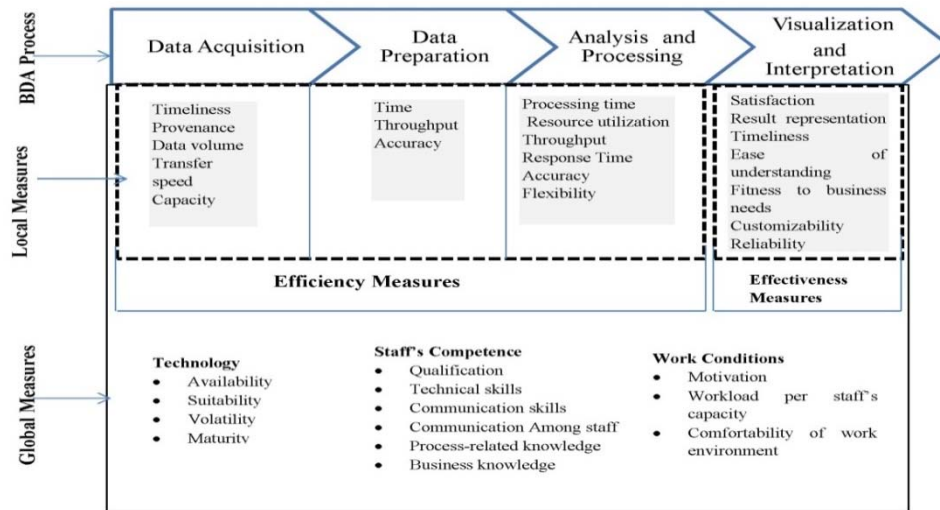 BDA Process
Data Acquisition
Data
Preparation
Analysis and
Processing
Visualization
and
Interpretation
Local Measures
Timeliness
Provenance
Data volume
Transfer
speed
Capacity
Time
Throughput
Accuracy
Processing time
Resource utilization
Throughput
Response Time
Accuracy
Flexibility
Satisfaction
Result representation
Timeliness
Ease of
understanding
Fitness to business
needs
Customizability
Reliability
Efficiency Measures
Effectiveness
Measures
Global Measures
Technology
• Availability
• Suitability
• Volatility
• Maturity
Staff's Competence
• Qualification
• Technical skills
• Communication skills
• Communication Among staff
• Process-related knowledge
• Business knowledge
Work Conditions
• Motivation
• Workload per staff's
capacity
• Comfortability of work
environment